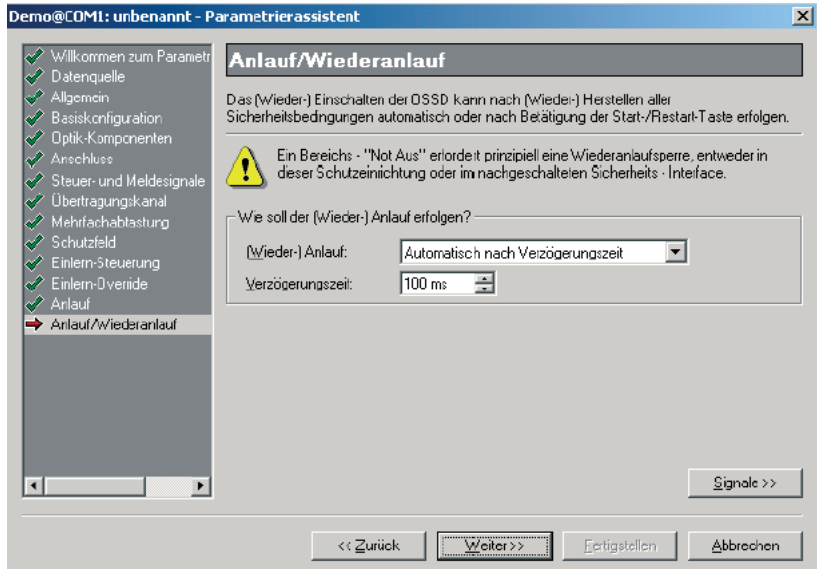 Demo@COM1: unbenannt - Parametrierassistent
Willkommen zum Parametr
Datenquelle
Allgemein
Basiskonfiguration
Optik-Komponenten
Anschluss
Steuer- und Meldesignale
Übertragungskanal
Mehrfachabtastung
Schutzfeld
Einlern-Steuerung
Einlern-Override
Anlauf
Anlauf/Wiederanlauf
Anlauf/Wiederanlauf
Das (Wieder-) Einschalten der OSSD kann nach (Wieder-) Herstellen aller
Sicherheitsbedingungen automatisch oder nach Betätigung der Start-/Restart-Taste erfolgen.
Ein Bereichs - "Not Aus" erfordert prinzipiell eine Wiederanlaufsperre, entweder in
dieser Schutzeinrichtung oder im nachgeschalteten Sicherheits - Interface.
Wie soll der (Wieder-) Anlauf erfolgen?
(Wieder-) Anlauf:
Automatisch nach Verzögerungszeit
Verzögerungszeit:
100 ms
Signale >>
<< Zurück
Weiter >>
Fertigstellen
Abbrechen